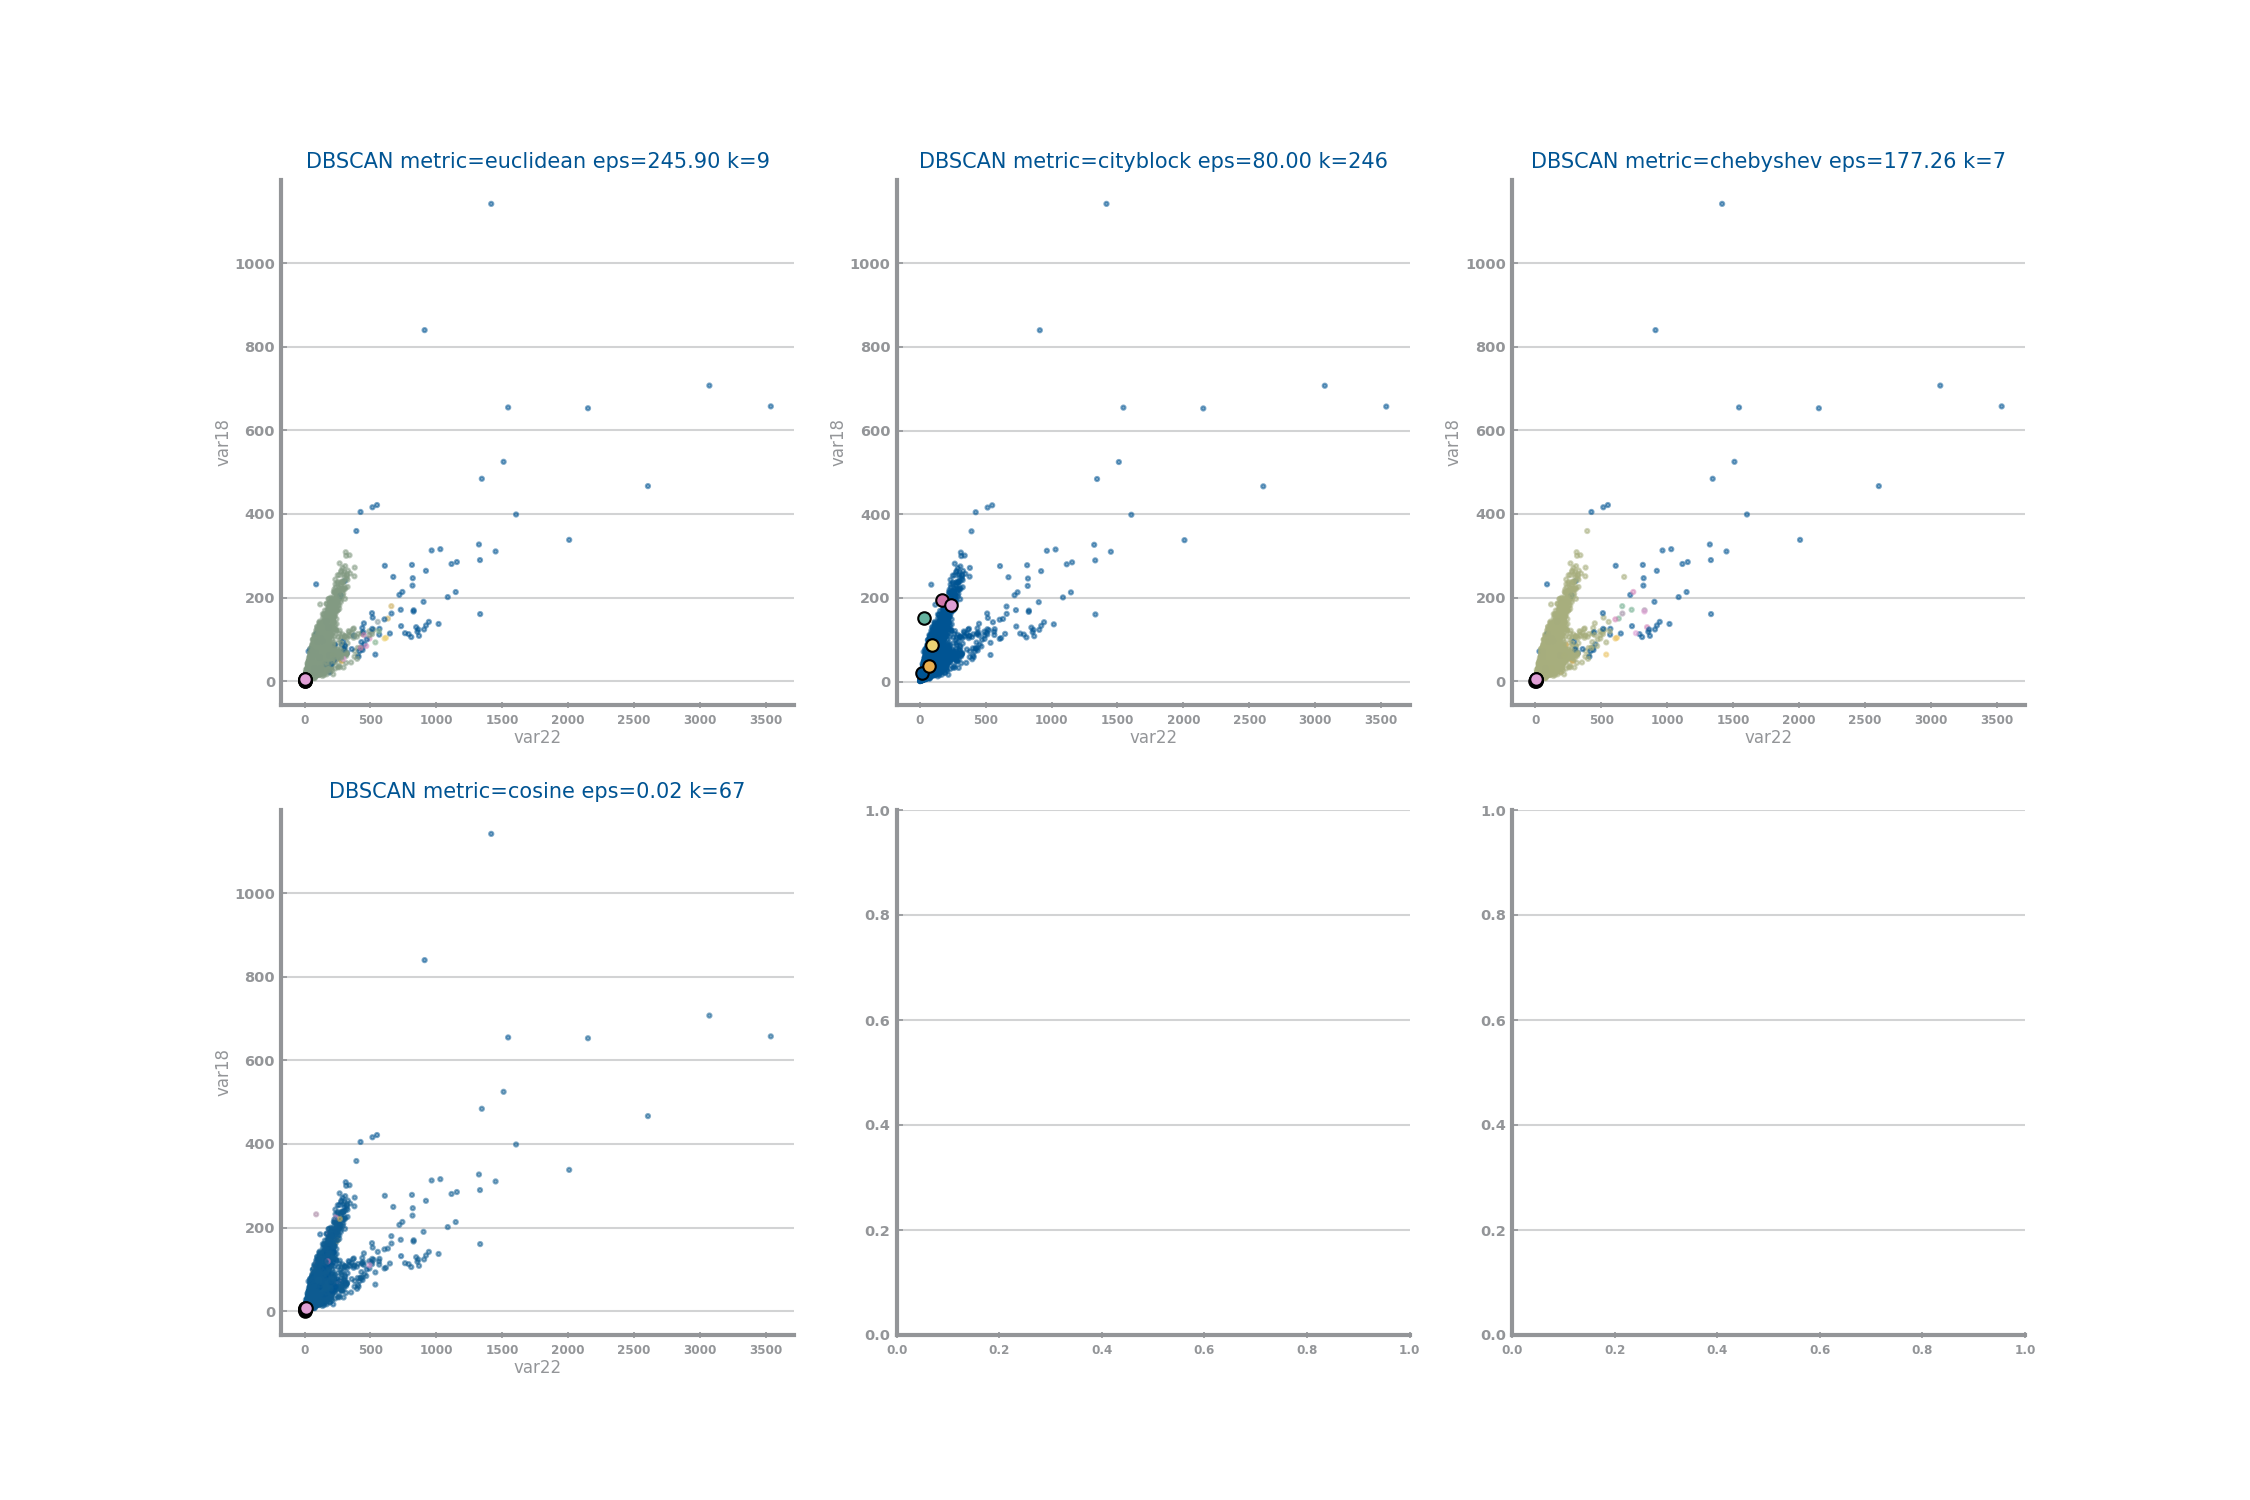 DBSCAN metric=euclidean eps=245.90 k=9
1000
800
600
400
200
0
var18
0 500 1000 1500 2000 2500 3000 3500
var22
DBSCAN metric=cityblock eps=80.00 k=246
1000
800
600
400
200
0
var18
0 500 1000 1500 2000 2500 3000 3500
var22
DBSCAN metric=chebyshev eps=177.26 k=7
1000
800
600
400
200
0
var18
0 500 1000 1500 2000 2500 3000 3500
var22
DBSCAN metric=cosine eps=0.02 k=67
1000
800
600
400
200
0
var18
0 500 1000 1500 2000 2500 3000 3500
var22
1.0
0.8
0.6
0.4
0.2
0.0
0.0 0.2 0.4 0.6 0.8 1.0
1.0
0.8
0.6
0.4
0.2
0.0
0.0 0.2 0.4 0.6 0.8 1.0